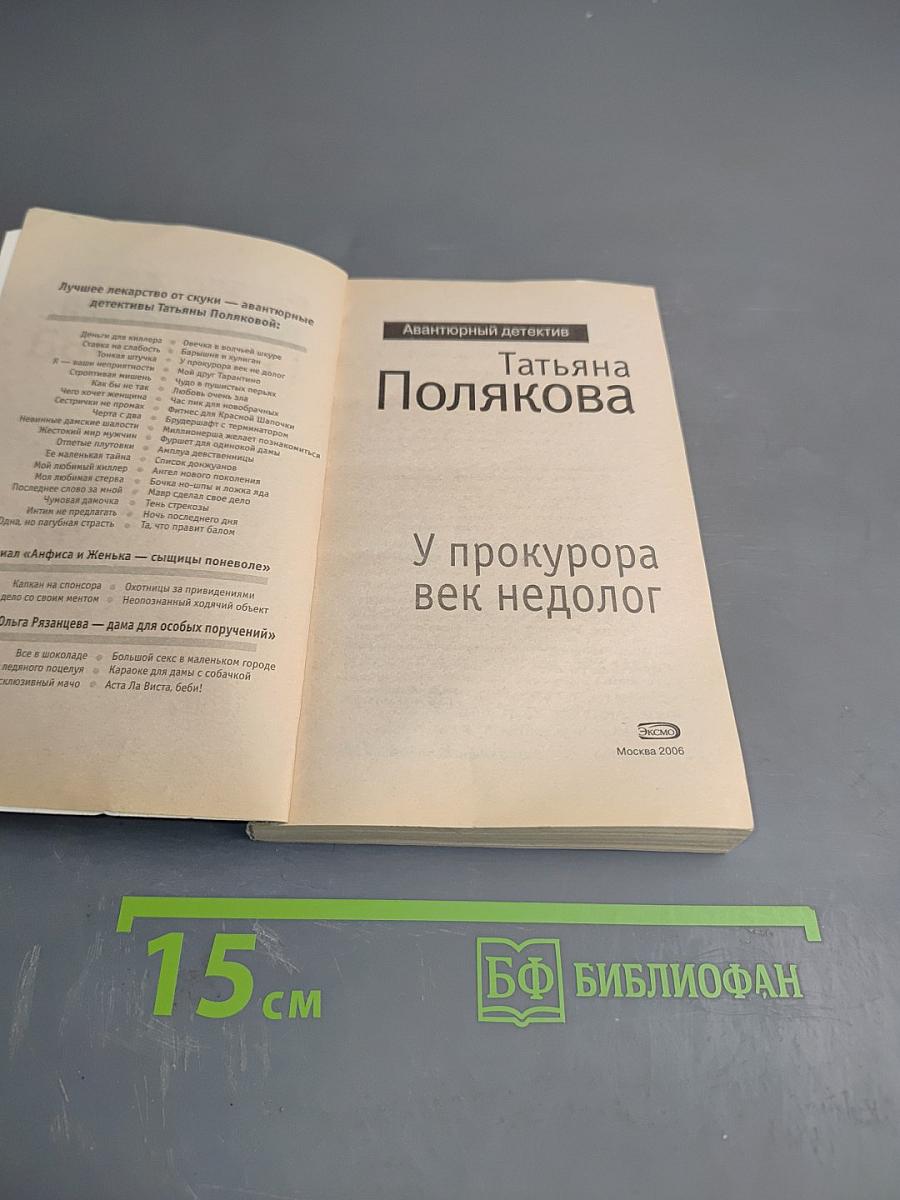 Лучшее лекарство от скуки — авантюрные
детективы Татьяны Поляковой:
Деньги для киллера • Овечка в волчьей шкуре
Ставка на слабость • Барышня и хулиган
Тонкая штучка • У прокурора век не долог
Я — ваши неприятности • Мой друг Тарантино
Строптивая мишень • Чудо в пушистых перьях
Как бы не так • Любовь очень зла
Чего хочет женщина • Час пик для новобрачных
Сестрички не промах • Фитнес для Красной Шапочки
Черта с два • Брудершафт с терминатором
Невинные дамские шалости • Миллионерша желает познакомиться
Жестокий мир мужчин • Фуршет для одинокой дамы
Отпетые плутовки • Амплуа девственницы
Ее маленькая тайна • Список донжуанов
Мой любимый киллер • Ангел нового поколения
Моя любимая стерва • Бочка но-шпы и ложка яда
Последнее слово за мной • Мавр сделал свое дело
Чумовая дамочка • Тень стрекозы
Интим не предлагать • Ночь последнего дня
Одна, но пагубная страсть • Та, что правит балом
«Анфиса и Женька — сыщицы поневоле»
Капкан на спонсора • Охотницы за привидениями
дело со своим ментом • Неопознанный ходячий объект
Ольга Рязанцева — дама для особых поручений»
Все в шоколаде • Большой секс в маленьком городе
ледяного поцелуя • Караоке для дамы с собачкой
мачо • Аста Ла Виста, беби!
Авантюрный детектив
Татьяна
Полякова
У прокурора
век недолог
ЭКСМО
Москва 2006
15 см
БФ БИБЛИОФАН